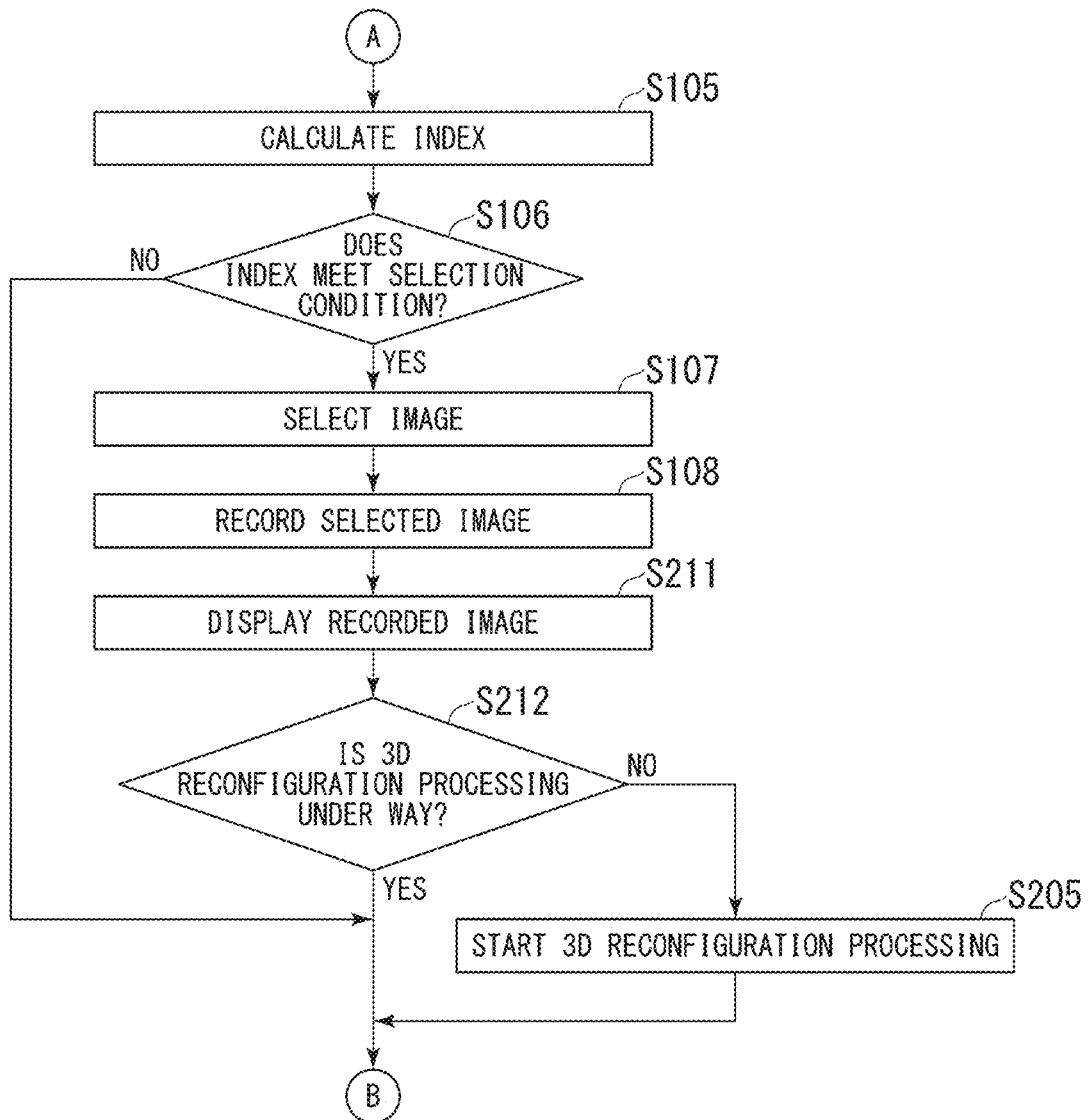 A
S105
CALCULATE INDEX
S106
NO
DOES
INDEX MEET SELECTION
CONDITION?
YES
S107
SELECT IMAGE
S108
RECORD SELECTED IMAGE
S211
DISPLAY RECORDED IMAGE
S212
IS 3D
RECONFIGURATION PROCESSING
UNDER WAY?
NO
YES
S205
START 3D RECONFIGURATION PROCESSING
B